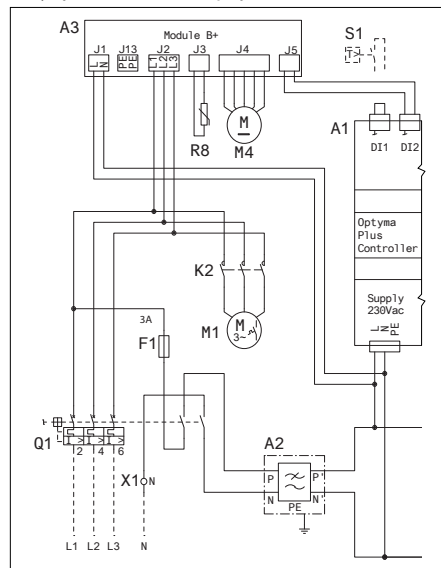 A3
Module B+
S1
J1
J13
J2
J3
J4
J5
L
N
PE
PE
L1
L2
L3
T>
M
R8
M4
A1
DI1
DI2
Optyma
Plus
Controller
K2
Supply
230Vac
L
N
PE
3A
F1
M1
M
3~
Q1
I >
I >
I >
2
4
6
X1
N
A2
P
P'
N
N'
PE
L1
L2
L3
N